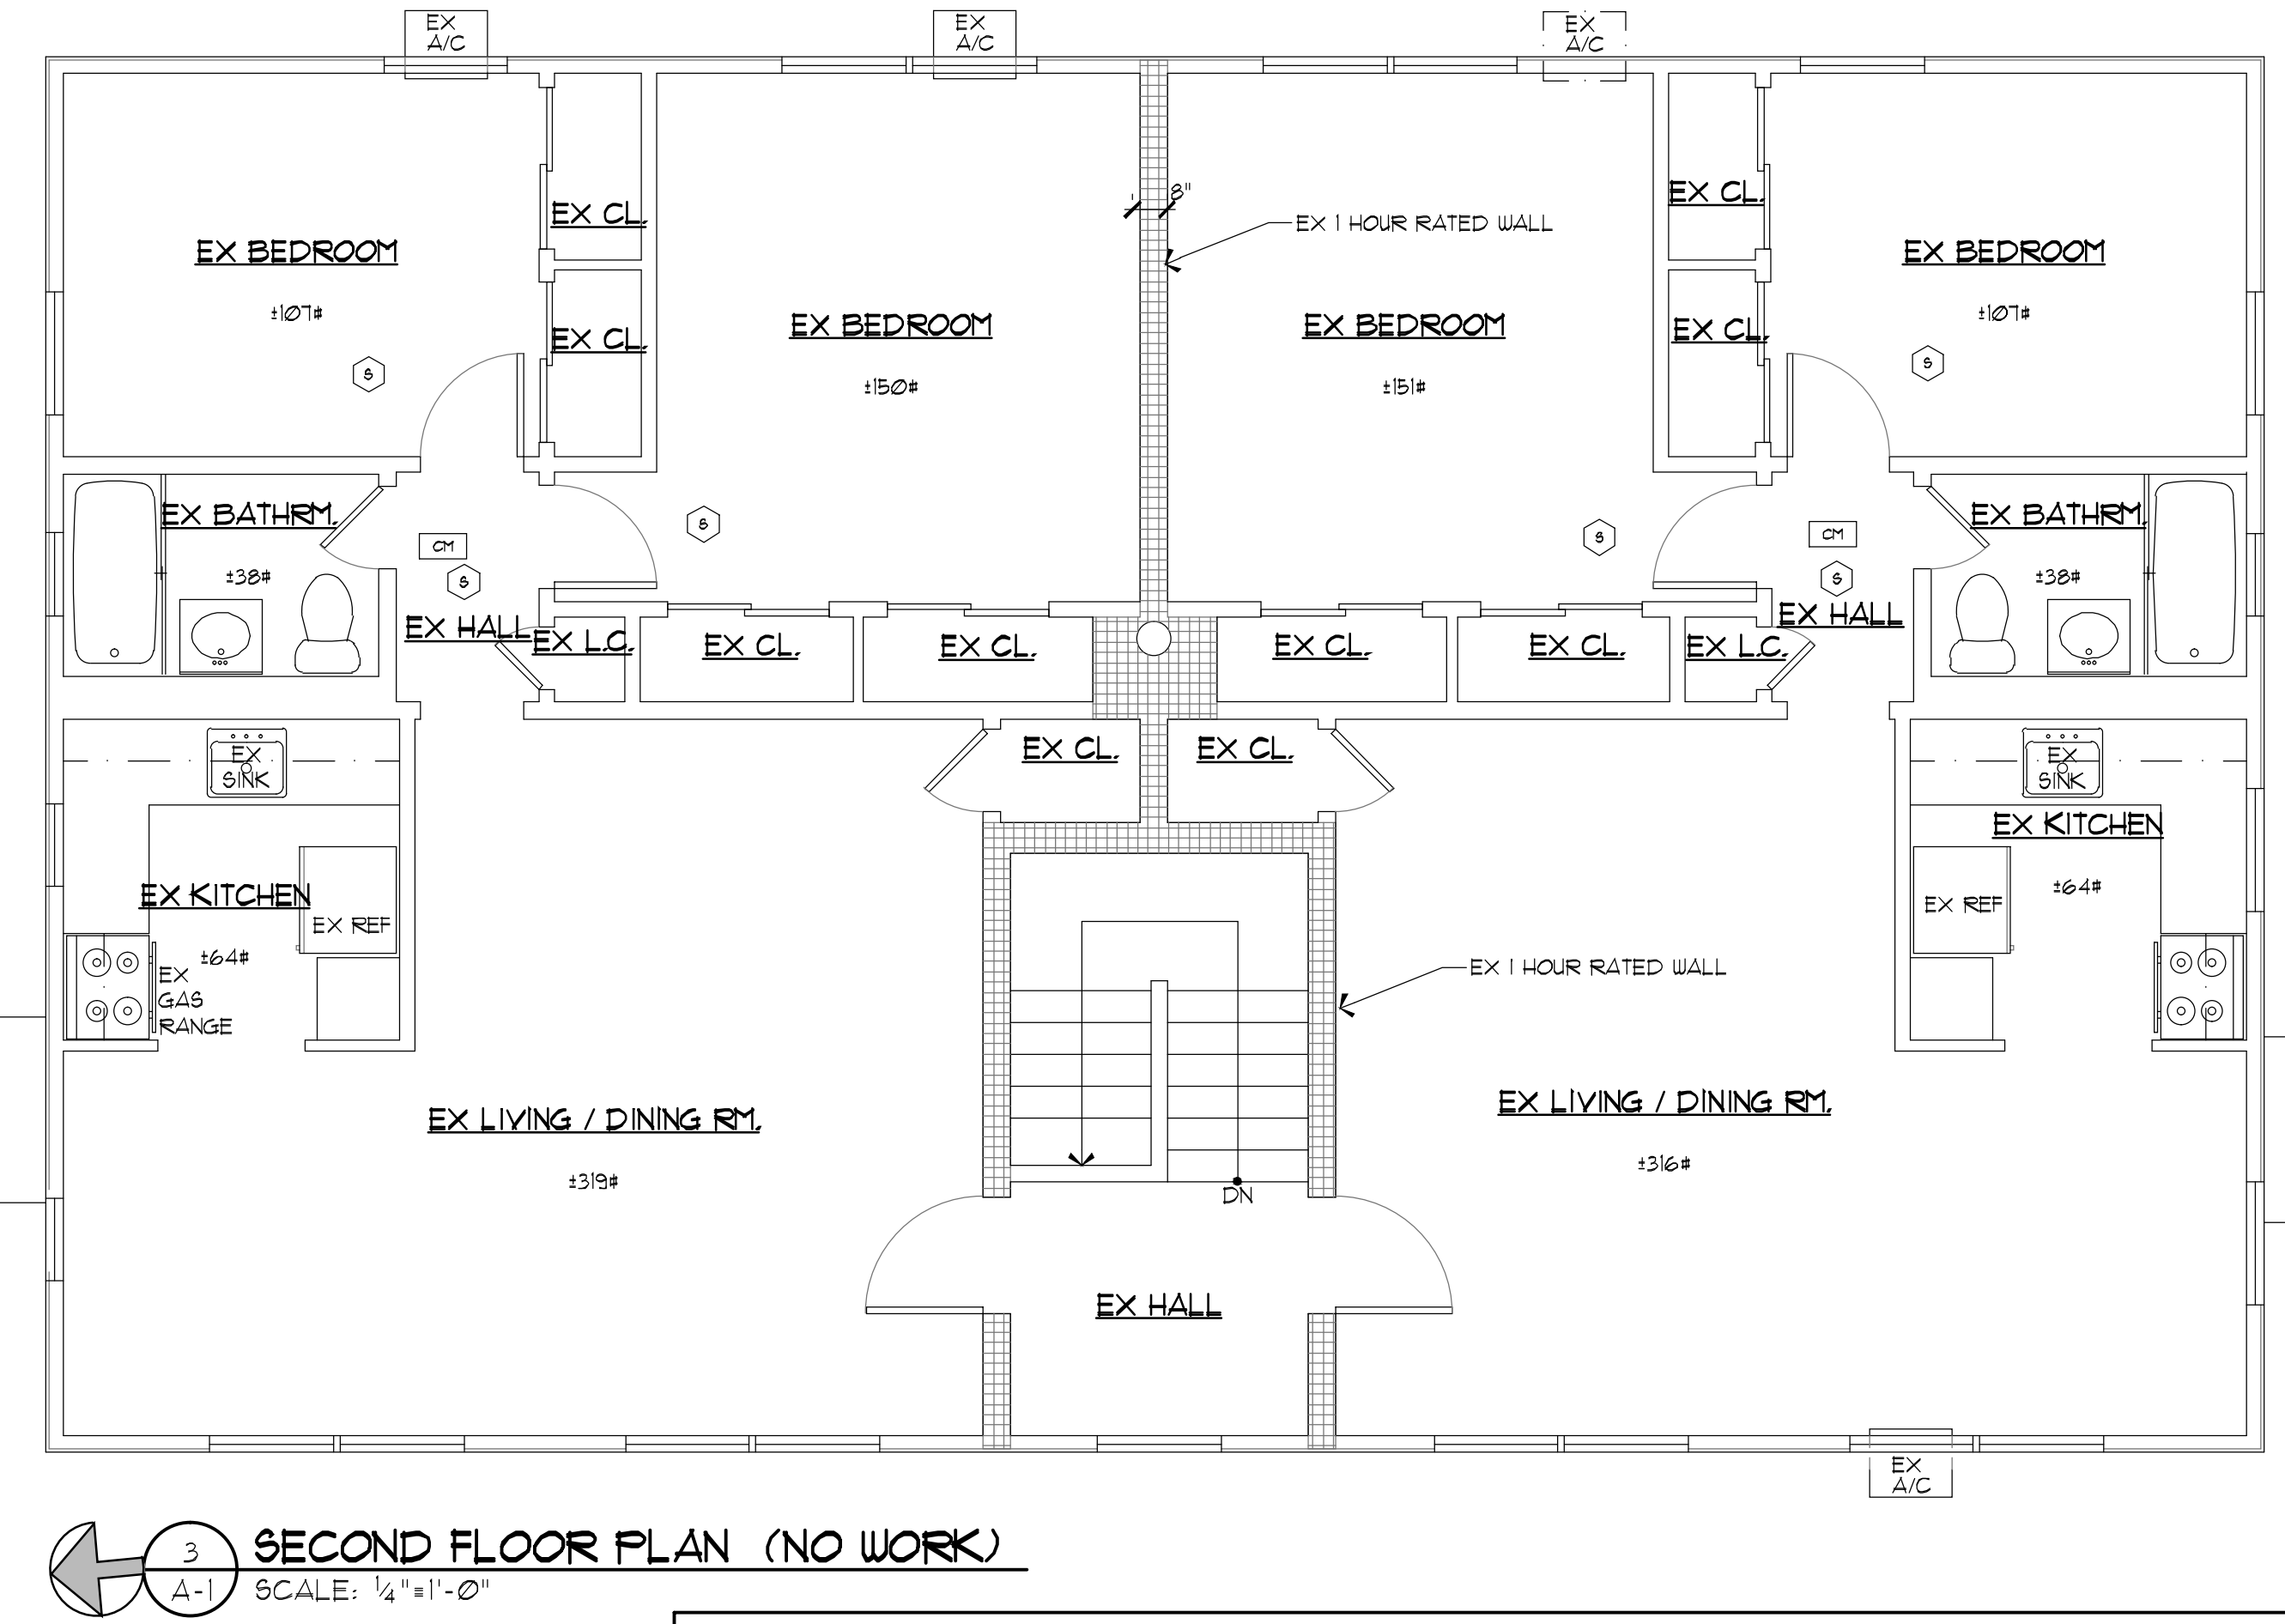 EX
A/C
EX
A/C
EX
A/C
EX BEDROOM
±107#
S
EX CL.
EX CL.
EX BEDROOM
±150#
S
8"
EX 1 HOUR RATED WALL
EX BEDROOM
±151#
S
EX CL.
EX CL.
EX BEDROOM
±107#
S
EX BATHRM.
±38#
CM
S
EX HALL
EX L.C.
EX CL.
EX CL.
EX CL.
EX CL.
EX L.C.
CM
S
EX HALL
EX BATHRM.
±38#
EX
SINK
EX KITCHEN
±64#
EX REF
EX
GAS
RANGE
EX CL.
EX CL.
EX
SINK
EX KITCHEN
±64#
EX REF
EX 1 HOUR RATED WALL
EX LIVING / DINING RM.
±319#
DN
EX LIVING / DINING RM.
±316#
EX HALL
EX
A/C
3
A-1
SECOND FLOOR PLAN (NO WORK)
SCALE: 1/4"=1'-0"